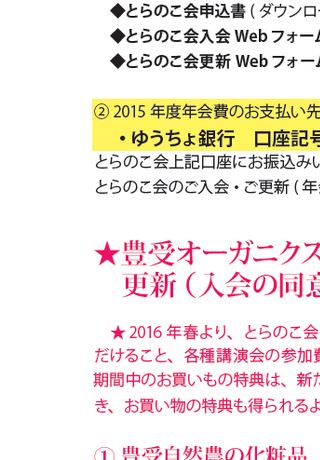 ◆とらのこ会申込書 ( ダウンロー
◆とらのこ会入会 Web フォーム
◆とらのこ会更新 Web フォーム
② 2015 年度年会費のお支払い先
・ゆうちょ銀行　口座記号
とらのこ会上記口座にお振込み
とらのこ会のご入会・ご更新 ( 年
★豊受オーガニクス
更新（入会の同意
★ 2016 年春より、とらのこ会
だけること、各種講演会の参加費
期間中のお買いもの特典は、新た
き、お買い物の特典も得られるよ
① 豊受自然農の化粧品